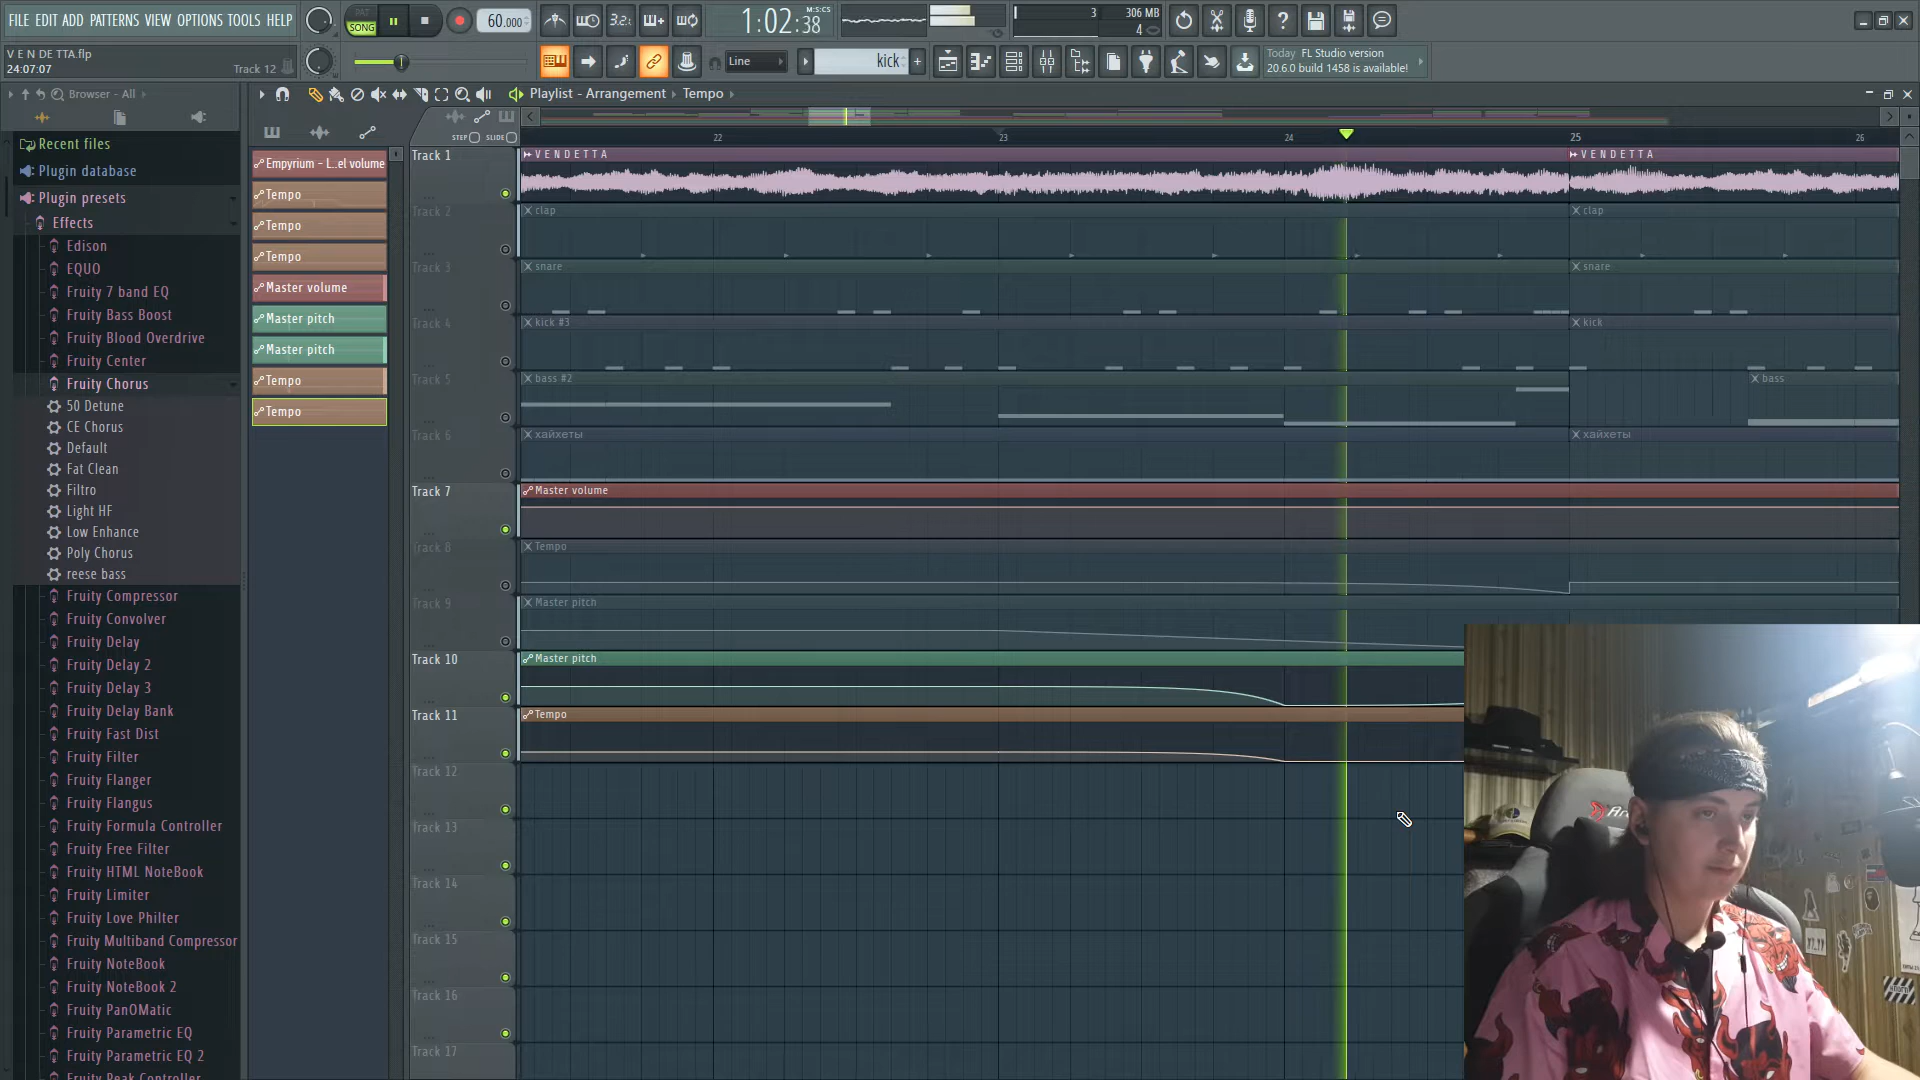 FILE EDIT ADD PATTERNS VIEW OPTIONS TOOLS HELP
PAT
SONG
60.000
3.2.
1:02:38
M:S:CS
3
306 MB
4
V E N DE TTA.flp
24:07:07
Track 12
Line
kick
Today FL Studio version
20.6.0 build 1458 is available!
Browser - All
Playlist - Arrangement › Tempo ›
STEP
SLIDE
22
23
24
25
26
Recent files
Plugin database
Plugin presets
Effects
Edison
EQUO
Fruity 7 band EQ
Fruity Bass Boost
Fruity Blood Overdrive
Fruity Center
Fruity Chorus
50 Detune
CE Chorus
Default
Fat Clean
Filtro
Light HF
Low Enhance
Poly Chorus
reese bass
Fruity Compressor
Fruity Convolver
Fruity Delay
Fruity Delay 2
Fruity Delay 3
Fruity Delay Bank
Fruity Fast Dist
Fruity Filter
Fruity Flanger
Fruity Flangus
Fruity Formula Controller
Fruity Free Filter
Fruity HTML NoteBook
Fruity Limiter
Fruity Love Philter
Fruity Multiband Compressor
Fruity NoteBook
Fruity NoteBook 2
Fruity PanOMatic
Fruity Parametric EQ
Fruity Parametric EQ 2
Fruity Peak Controller
Empyrium - L...el volume
Tempo
Tempo
Tempo
Master volume
Master pitch
Master pitch
Tempo
Tempo
Track 1
VENDETTA
VENDETTA
Track 2
clap
clap
Track 3
snare
snare
Track 4
kick #3
kick
Track 5
bass #2
bass
Track 6
хайхеты
хайхеты
Track 7
Master volume
Track 8
Tempo
Track 9
Master pitch
Track 10
Master pitch
Track 11
Tempo
Track 12
Track 13
Track 14
Track 15
Track 16
Track 17